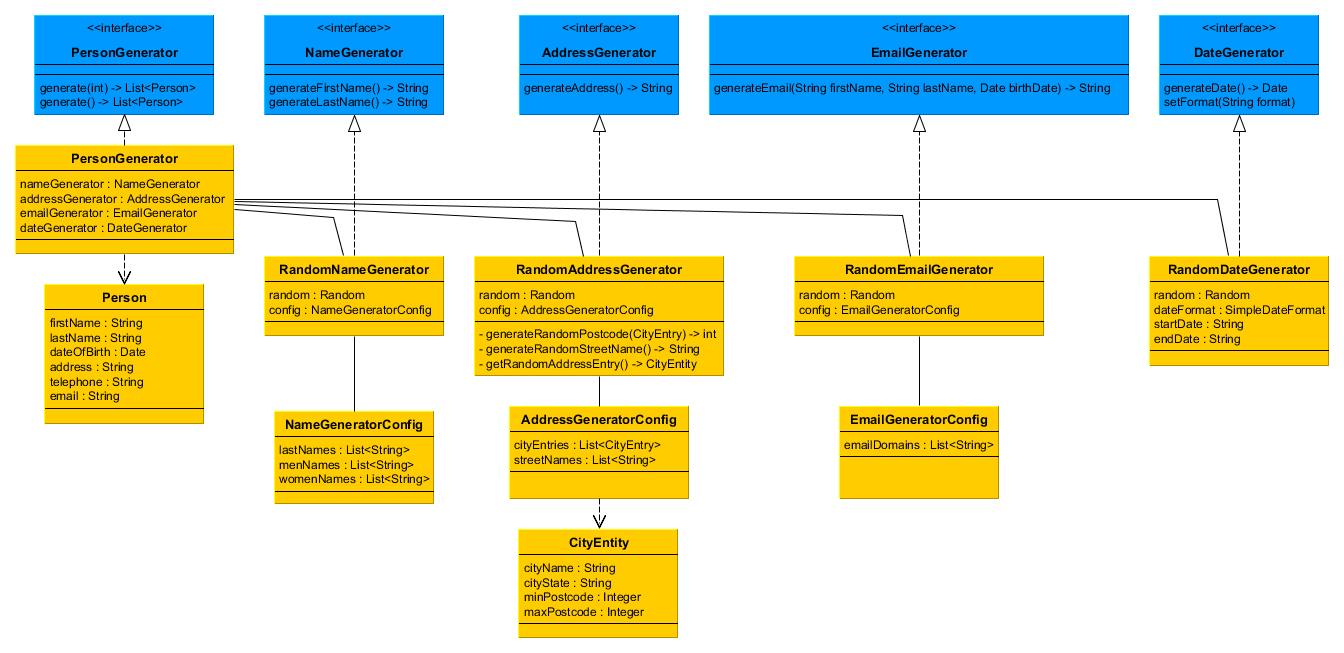 <<interface>>
PersonGenerator
generate(int) -> List<Person>
generate() -> List<Person>
<<interface>>
NameGenerator
generateFirstName() -> String
generateLastName() -> String
<<interface>>
AddressGenerator
generateAddress() -> String
<<interface>>
EmailGenerator
generateEmail(String firstName, String lastName, Date birthDate) -> String
<<interface>>
DateGenerator
generateDate() -> Date
setFormat(String format)
PersonGenerator
nameGenerator : NameGenerator
addressGenerator : AddressGenerator
emailGenerator : EmailGenerator
dateGenerator : DateGenerator
Person
firstName : String
lastName : String
dateOfBirth : Date
address : String
telephone : String
email : String
RandomNameGenerator
random : Random
config : NameGeneratorConfig
RandomAddressGenerator
random : Random
config : AddressGeneratorConfig
- generateRandomPostcode(CityEntry) -> int
- generateRandomStreetName() -> String
- getRandomAddressEntry() -> CityEntity
RandomEmailGenerator
random : Random
config : EmailGeneratorConfig
RandomDateGenerator
random : Random
dateFormat : SimpleDateFormat
startDate : String
endDate : String
NameGeneratorConfig
lastNames : List<String>
menNames : List<String>
womenNames : List<String>
AddressGeneratorConfig
cityEntries : List<CityEntry>
streetNames : List<String>
EmailGeneratorConfig
emailDomains : List<String>
CityEntity
cityName : String
cityState : String
minPostcode : Integer
maxPostcode : Integer